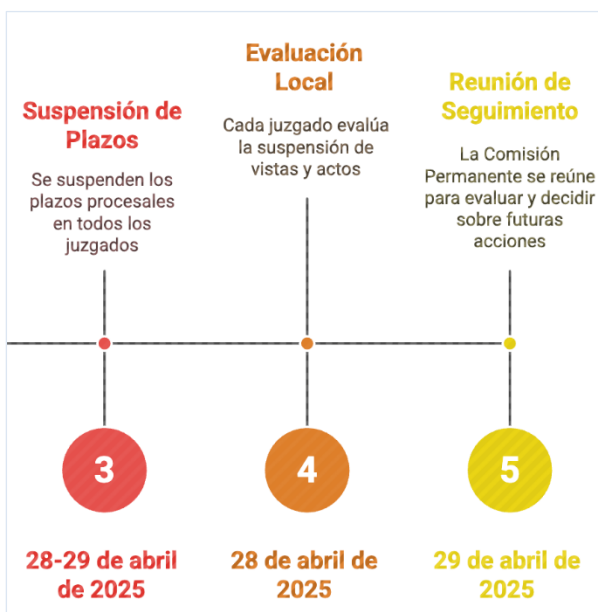 Suspensión de
Plazos
Se suspenden los
plazos procesales
en todos los
juzgados
3
28-29 de abril
de 2025
Evaluación
Local
Cada juzgado evalúa
la suspensión de
vistas y actos
4
28 de abril de
2025
Reunión de
Seguimiento
La Comisión
Permanente se reúne
para evaluar y decidir
sobre futuras
acciones
5
29 de abril de
2025